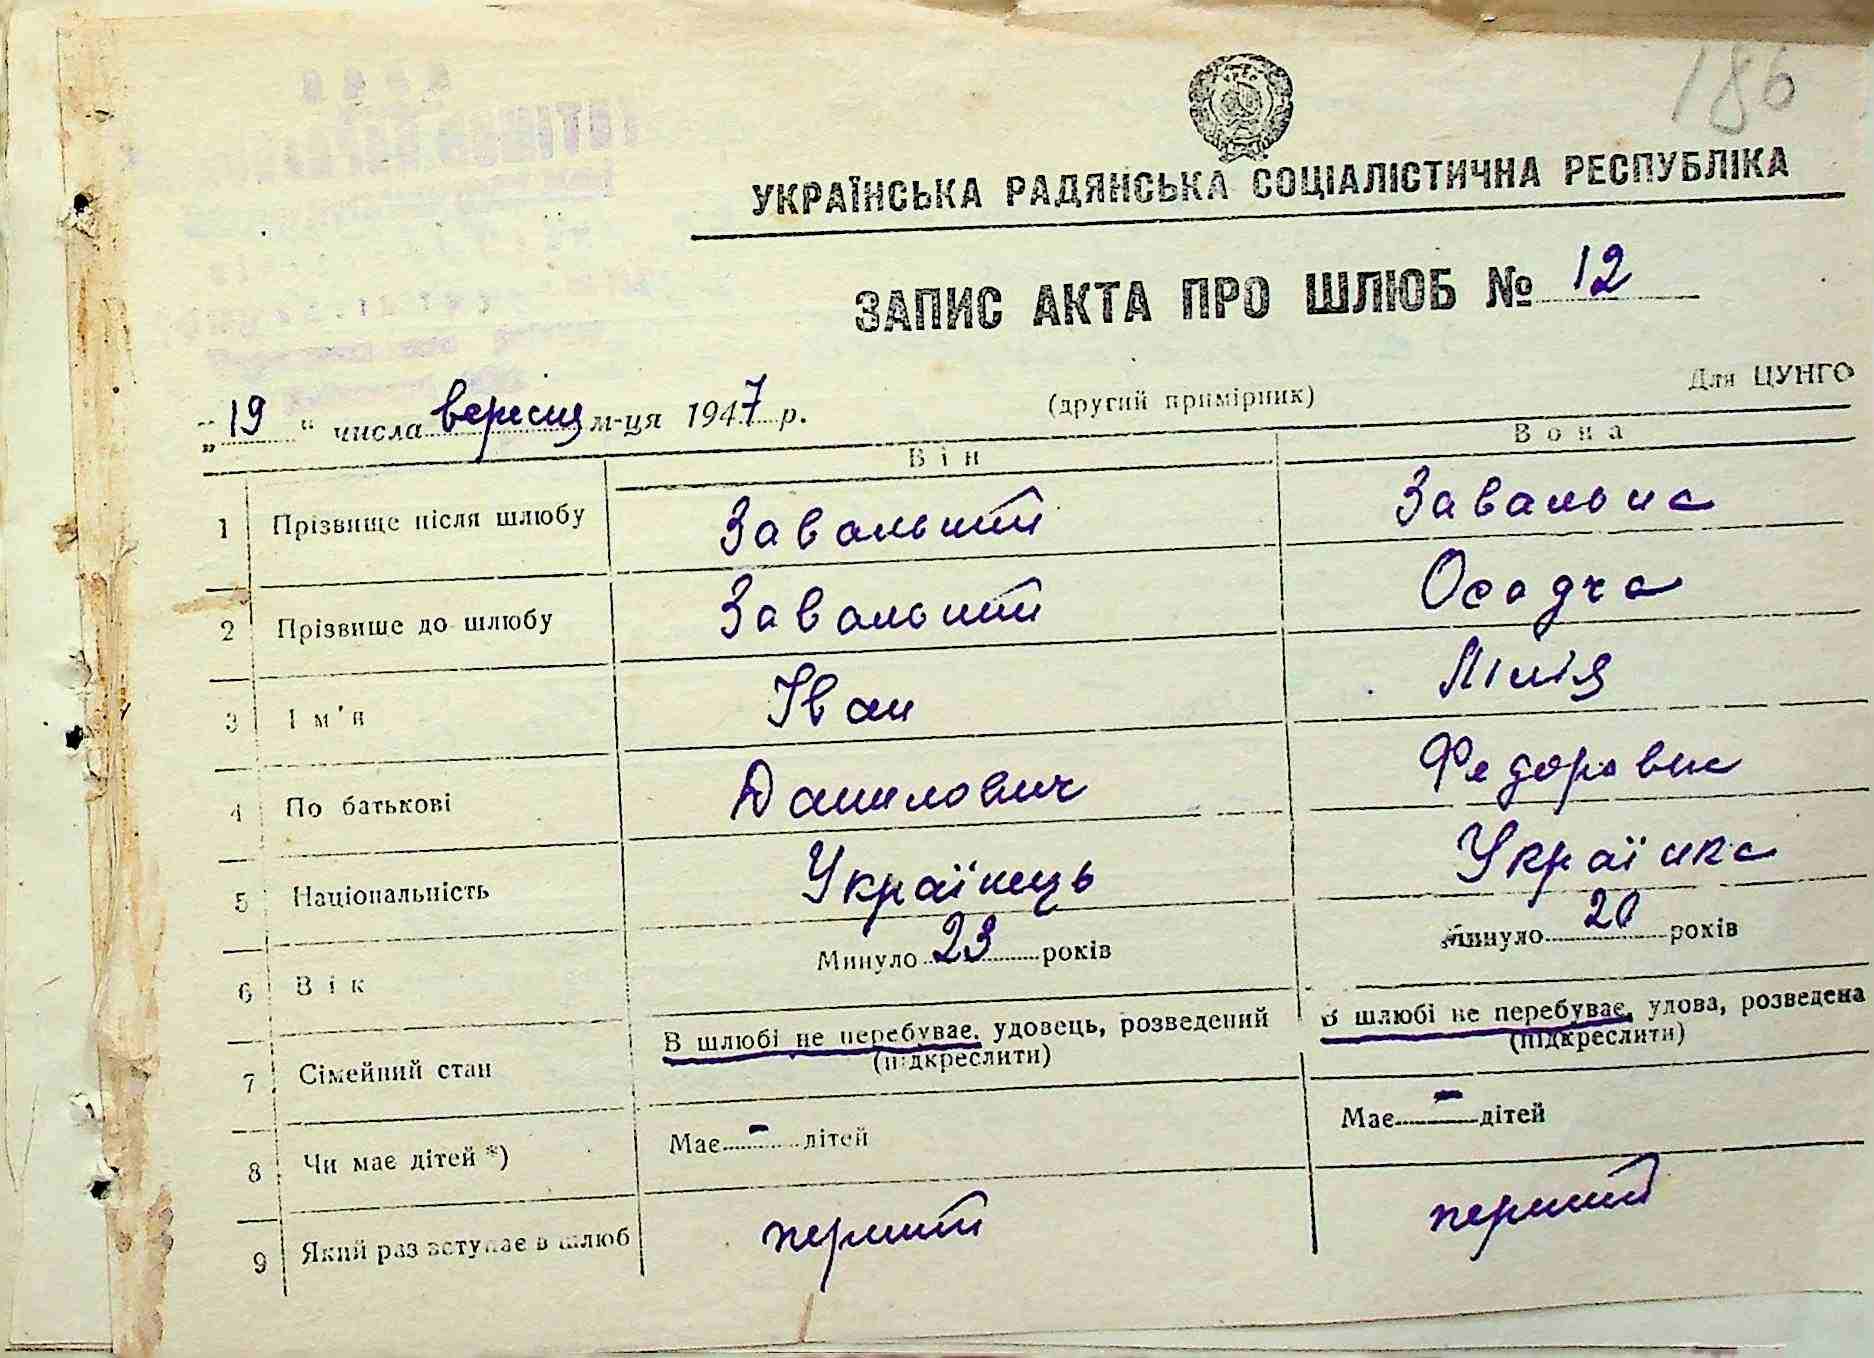 186
УКРАЇНСЬКА РАДЯНСЬКА СОЦІАЛІСТИЧНА РЕСПУБЛІКА
ЗАПИС АКТА ПРО ШЛЮБ № 12
„19“ числа вересня м-ця 1947 р. (другий примірник) Для ЦУНГО
Він Вона
1 Прізвище після шлюбу Завальний Завальна
2 Прізвище до шлюбу Завальний Осадча
3 Ім'я Іван Лілія
4 По батькові Данилович Федоровна
5 Національність Українець Українка
6 Вік Минуло 23 років Минуло 20 років
7 Сімейний стан В шлюбі не перебуває, удовець, розведений (підкреслити) В шлюбі не перебуває, удова, розведена (підкреслити)
8 Чи має дітей *) Має - дітей Має - дітей
9 Який раз вступає в шлюб перший перший